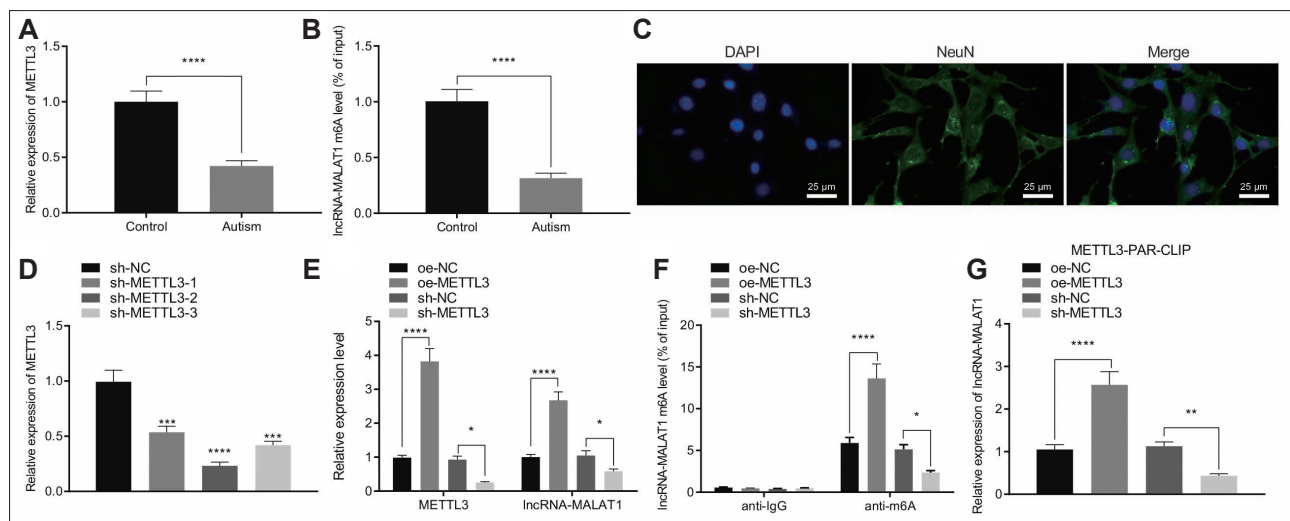 A
Relative expression of METTL3
1.5
1.0
0.5
0.0
****
Control
Autism
B
lncRNA-MALAT1 m6A level (% of input)
1.5
1.0
0.5
0.0
****
Control
Autism
C
DAPI
NeuN
Merge
25 µm
25 µm
25 µm
D
sh-NC
sh-METTL3-1
sh-METTL3-2
sh-METTL3-3
Relative expression of METTL3
1.5
1.0
0.5
0.0
***
****
***
E
oe-NC
oe-METTL3
sh-NC
sh-METTL3
Relative expression level
5
4
3
2
1
0
****
*
****
*
METTL3
lncRNA-MALAT1
F
oe-NC
oe-METTL3
sh-NC
sh-METTL3
lncRNA-MALAT1 m6A level (% of input)
20
15
10
5
0
****
*
anti-IgG
anti-m6A
G
METTL3-PAR-CLIP
oe-NC
oe-METTL3
sh-NC
sh-METTL3
Relative expression of lncRNA-MALAT1
4
3
2
1
0
****
**